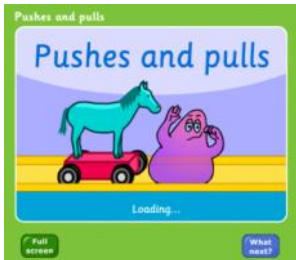 Pushes and pulls
Pushes and pulls
Loading...
Full
screen
What
next?